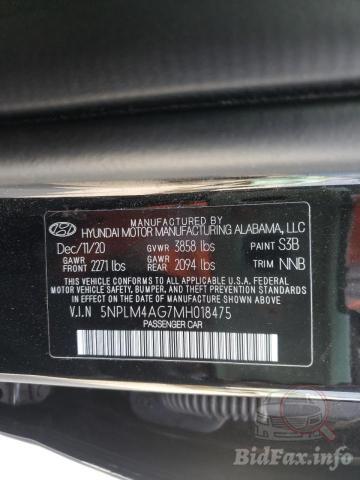 MANUFACTURED BY
HYUNDAI MOTOR MANUFACTURING ALABAMA, LLC
Dec/11/20 GVWR 3858 lbs PAINT S3B
GAWR FRONT 2271 lbs GAWR REAR 2094 lbs TRIM NNB
THIS VEHICLE CONFORMS TO ALL APPLICABLE
FEDERAL MOTOR VEHICLE SAFETY, BUMPER, AND THEFT
PREVENTION STANDARDS IN EFFECT ON THE DATE OF
MANUFACTURE SHOWN ABOVE.
V.I.N 5NPLM4AG7MH018475
PASSENGER CAR
BidFax.info